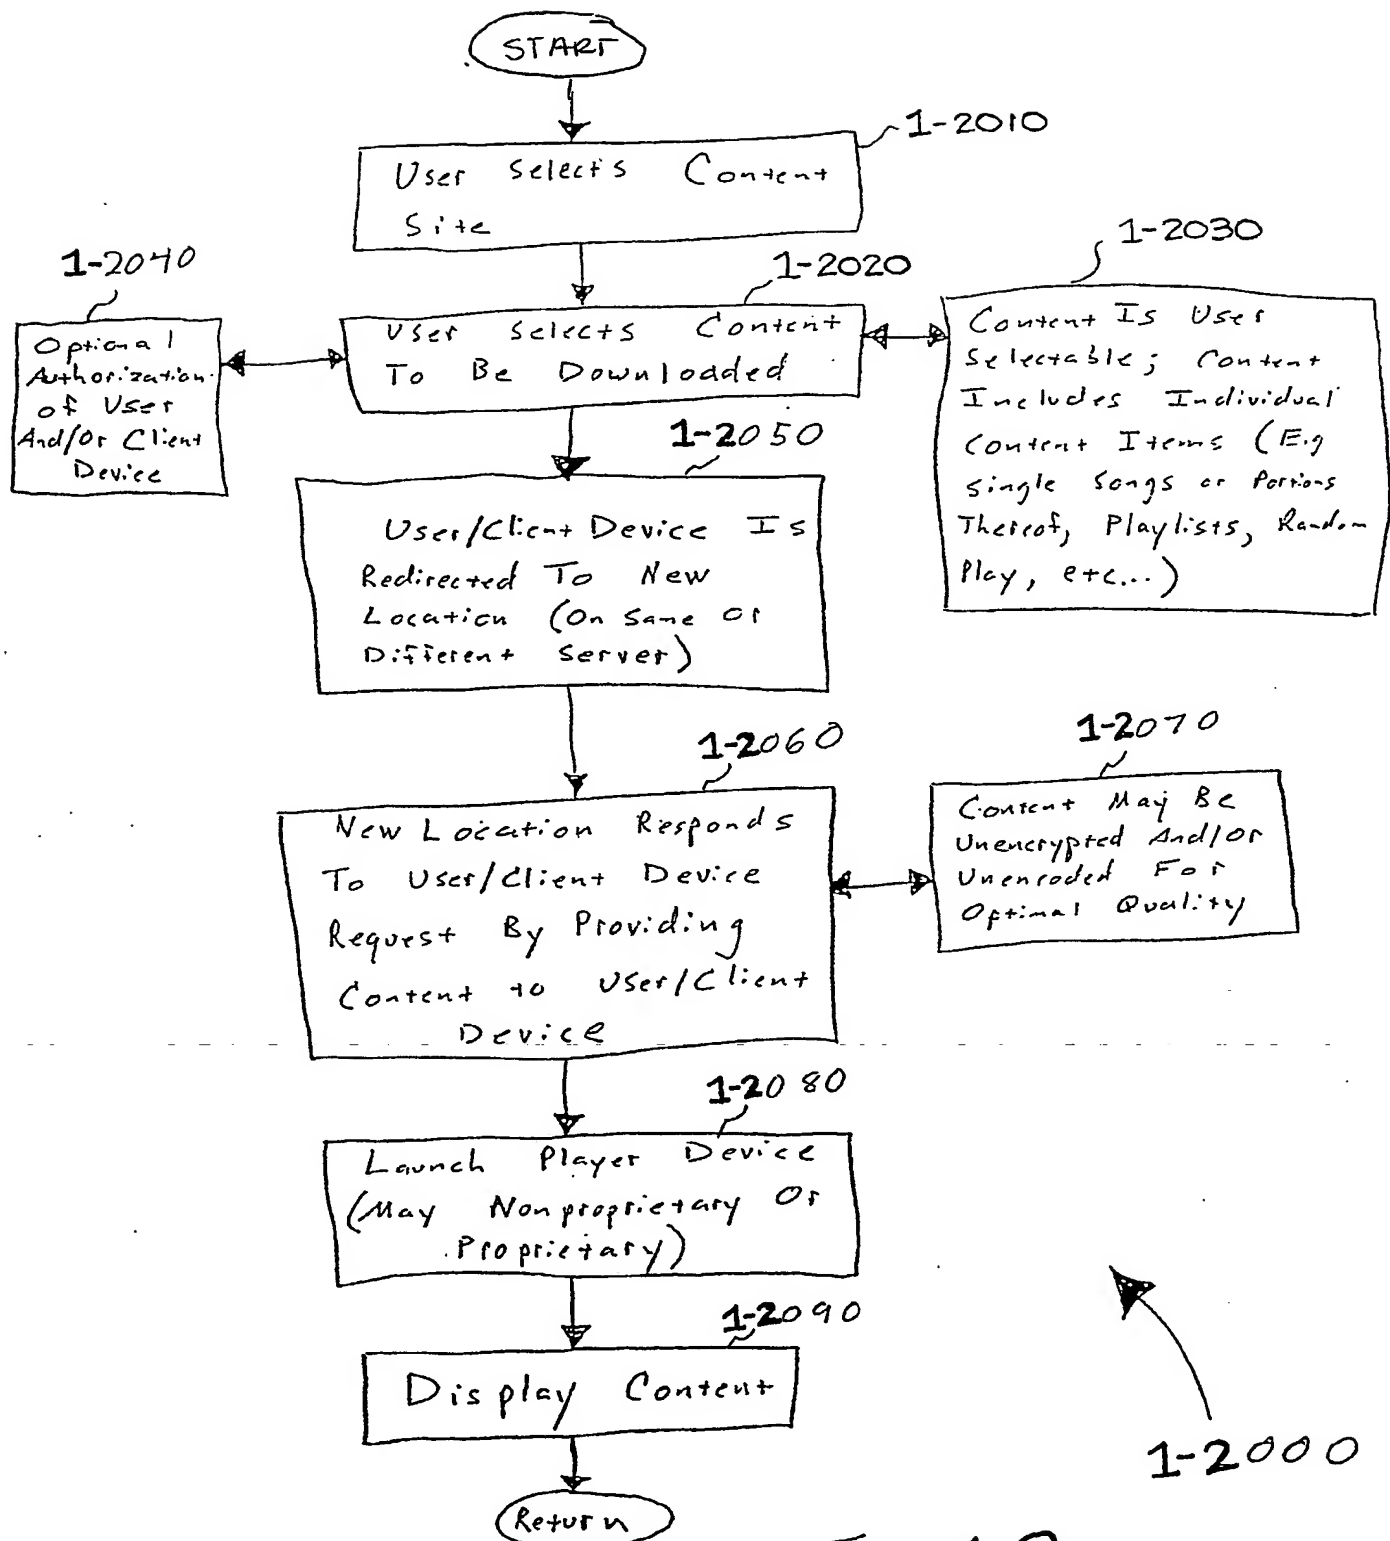 START
1-2010
User Selects Content
Site
1-2040
1-2020
1-2030
Optional
Authorization
of User
And/Or Client
Device
User Selects Content
To Be Downloaded
Content Is User
Selectable; Content
Includes Individual
Content Items (E.g
Single Songs or Portions
Thereof, Playlists, Random
Play, etc...)
1-2050
User/Client Device Is
Redirected To New
Location (On Same or
Different Server)
1-2060
1-2070
New Location Responds
To User/Client Device
Request By Providing
Content to User/Client
Device
Content May Be
Unencrypted And/Or
Unencoded For
Optimal Quality
1-2080
Launch Player Device
(May Nonproprietary Or
Proprietary)
1-2090
Display Content
1-2000
Return